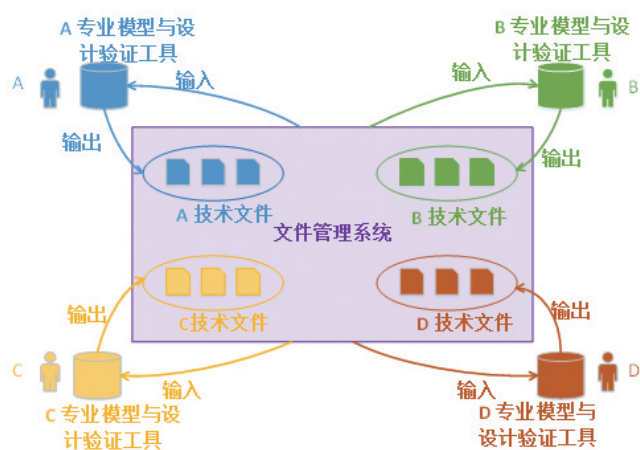 A 专业模型与设
计验证工具
B 专业模型与设
计验证工具
A
输入
输入
B
输出
输出
A 技术文件
B 技术文件
文件管理系统
C技术文件
D 技术文件
输出
输出
C
输入
输入
D
C 专业模型与设
计验证工具
D 专业模型与
设计验证工具